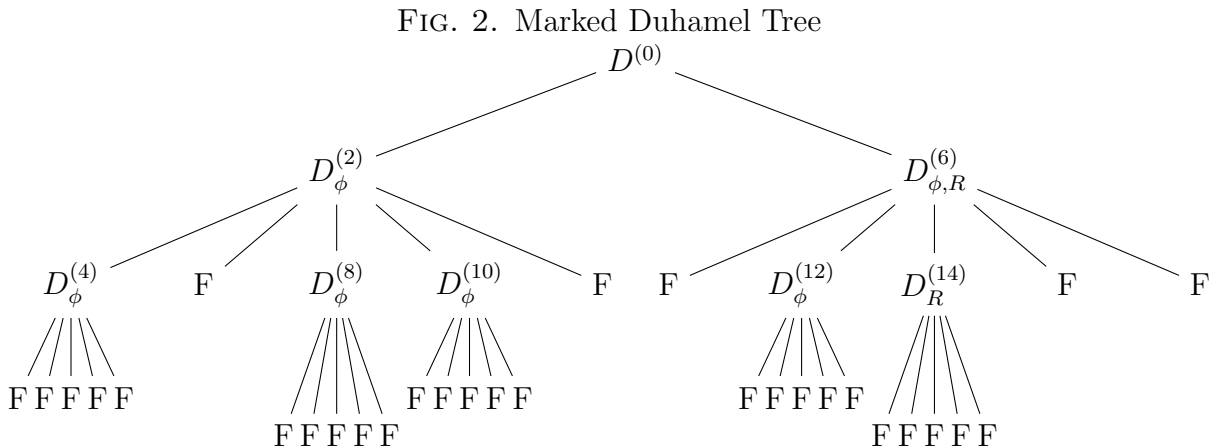 FIG. 2. Marked Duhamel Tree
D^{(0)}
D_ϕ^{(2)} D_{ϕ,R}^{(6)}
D_ϕ^{(4)} F D_ϕ^{(8)} D_ϕ^{(10)} F F D_ϕ^{(12)} D_R^{(14)} F F
F F F F F F F F F F F F F F F
F F F F F F F F F F